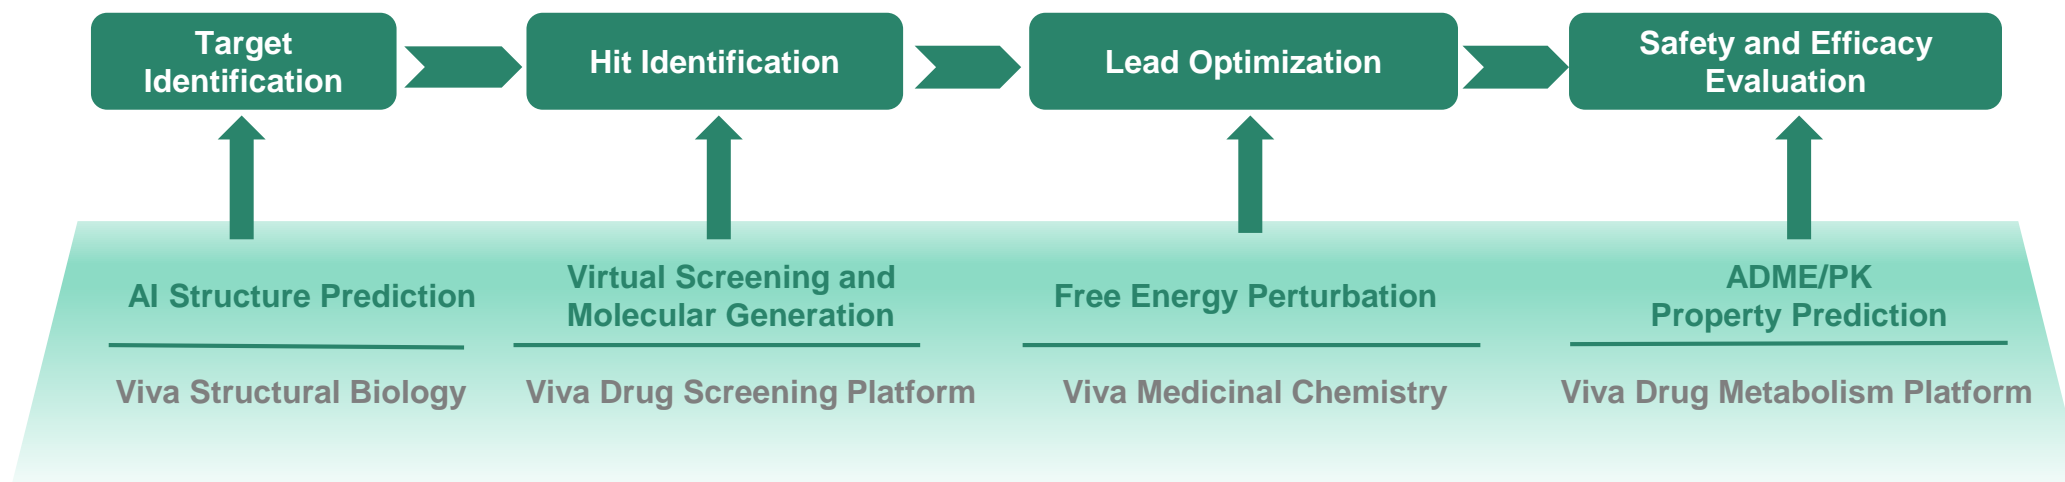 Target
Identification
Hit Identification
Lead Optimization
Safety and Efficacy
Evaluation
AI Structure Prediction
Virtual Screening and
Molecular Generation
Free Energy Perturbation
ADME/PK
Property Prediction
Viva Structural Biology
Viva Drug Screening Platform
Viva Medicinal Chemistry
Viva Drug Metabolism Platform